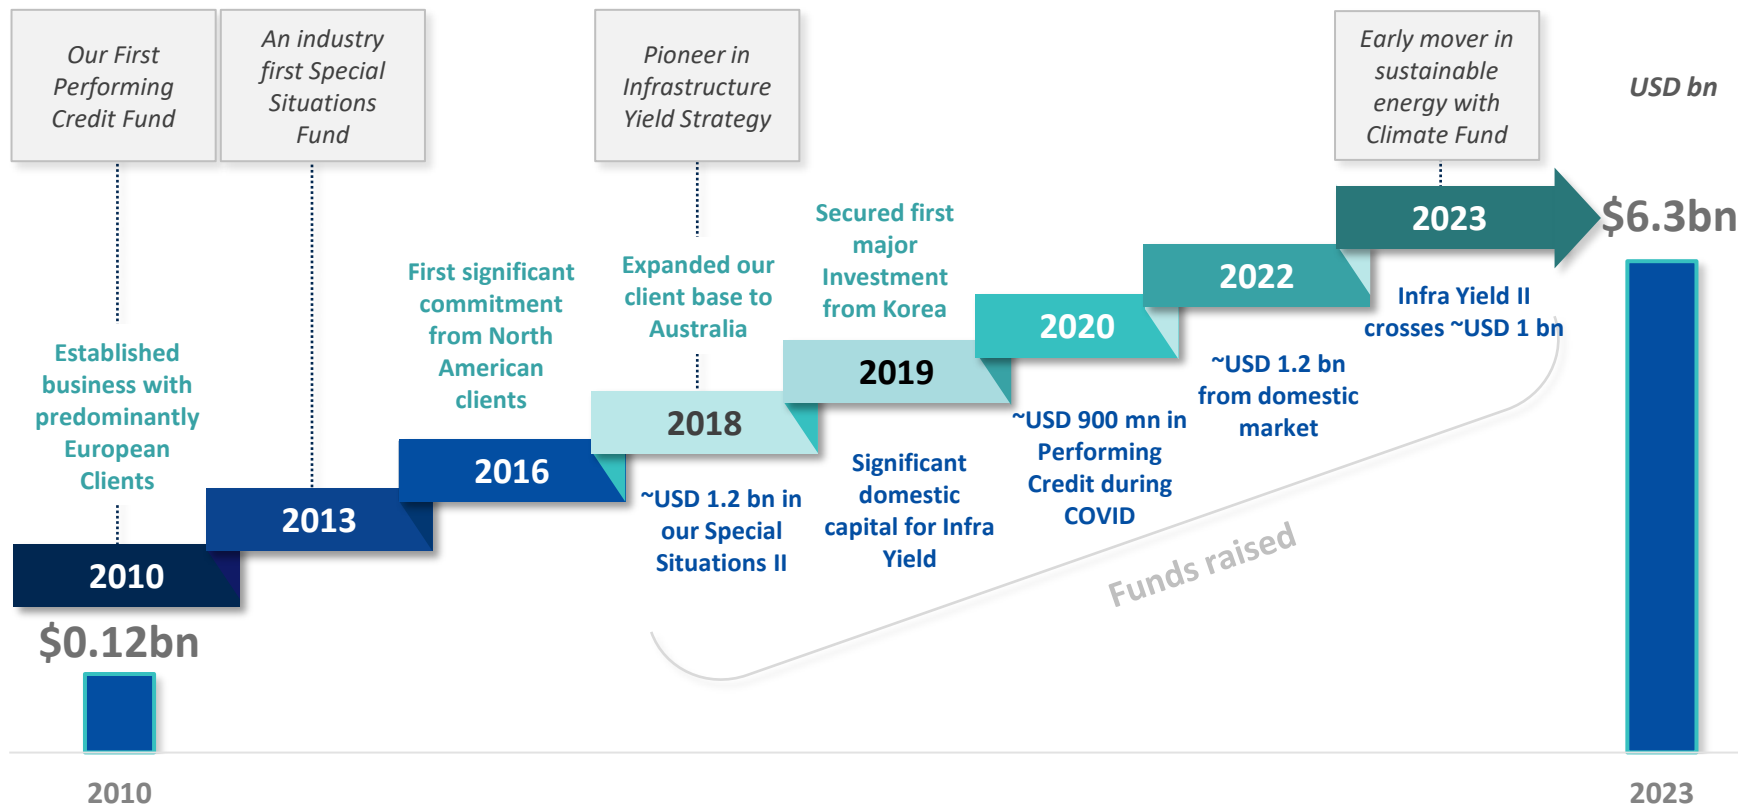 Our First
Performing
Credit Fund
An industry
first Special
Situations
Fund
Pioneer in
Infrastructure
Yield Strategy
Early mover in
sustainable
energy with
Climate Fund
USD bn
Established
business with
predominantly
European
Clients
First significant
commitment
from North
American
clients
Expanded our
client base to
Australia
Secured first
major
Investment
from Korea
2010
2013
2016
2018
2019
2020
2022
2023
$6.3bn
~USD 1.2 bn in
our Special
Situations II
Significant
domestic
capital for Infra
Yield
~USD 900 mn in
Performing
Credit during
COVID
~USD 1.2 bn
from domestic
market
Infra Yield II
crosses ~USD 1 bn
Funds raised
$0.12bn
2010
2023